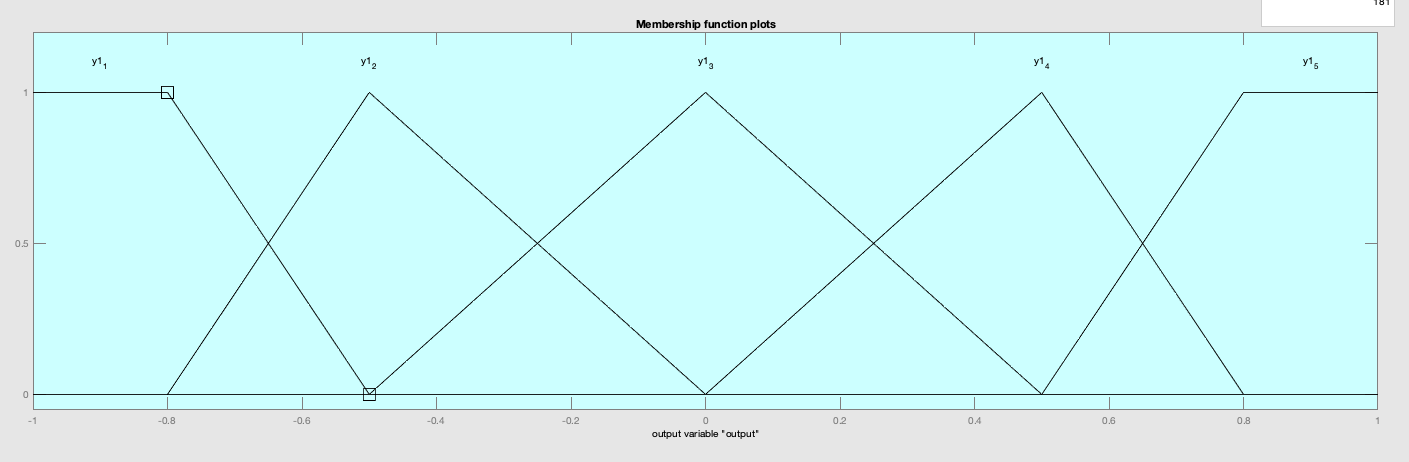 181
Membership function plots
y1₁ y1₂ y1₃ y1₄ y1₅
1
0.5
0
-1 -0.8 -0.6 -0.4 -0.2 0 0.2 0.4 0.6 0.8 1
output variable "output"